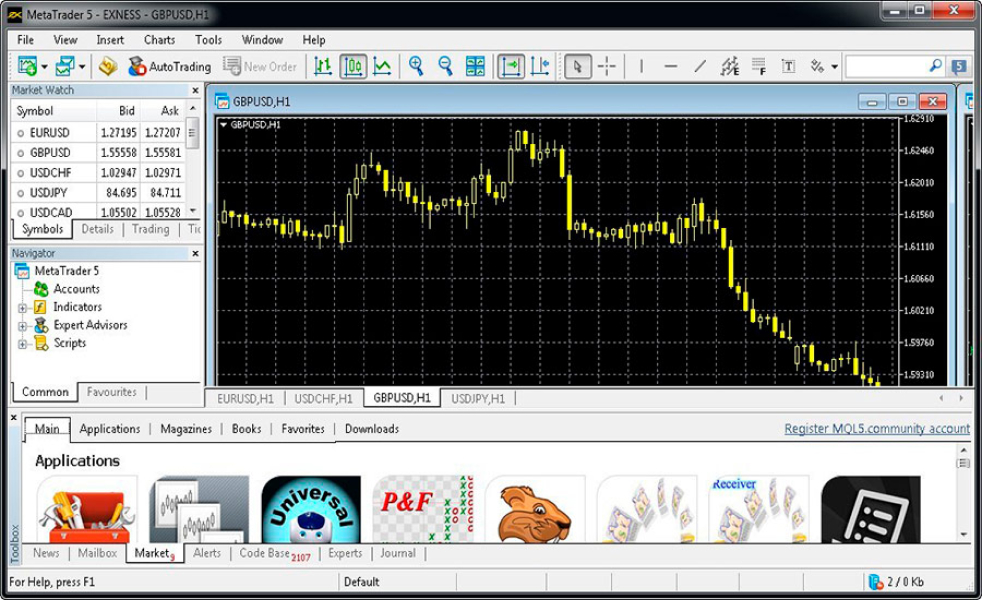 MetaTrader 5 - EXNESS - GBPUSD,H1
File View Insert Charts Tools Window Help
AutoTrading New Order 5
Market Watch
Symbol Bid Ask
EURUSD 1.27195 1.27207
GBPUSD 1.55558 1.55581
USDCHF 1.02947 1.02971
USDJPY 84.695 84.711
USDCAD 1.05502 1.05528
Symbols Details Trading Tic
Navigator
MetaTrader 5
Accounts
Indicators
Expert Advisors
Scripts
Common Favourites
GBPUSD,H1
GBPUSD,H1
1.62910
1.62460
1.62010
1.61560
1.61110
1.60660
1.60210
1.59760
1.59310
EURUSD,H1 USDCHF,H1 GBPUSD,H1 USDJPY,H1
Main Applications Magazines Books Favorites Downloads Register MQL5.community account
Applications
Universal
P&F
Receiver
Toolbox
News Mailbox Market 9 Alerts Code Base 2107 Experts Journal
For Help, press F1 Default 2 / 0 Kb